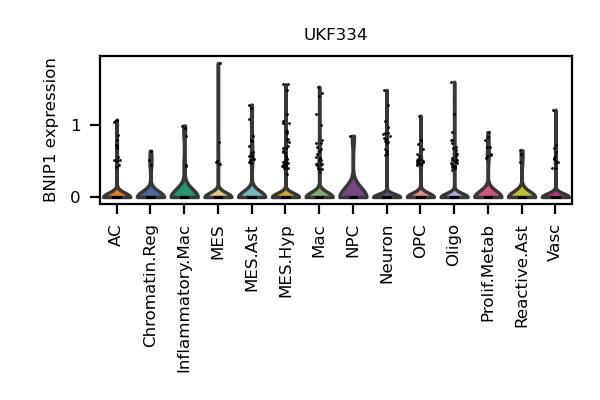 UKF334
BNIP1 expression
1
0
AC
Chromatin.Reg
Inflammatory.Mac
MES
MES.Ast
MES.Hyp
Mac
NPC
Neuron
OPC
Oligo
Prolif.Metab
Reactive.Ast
Vasc